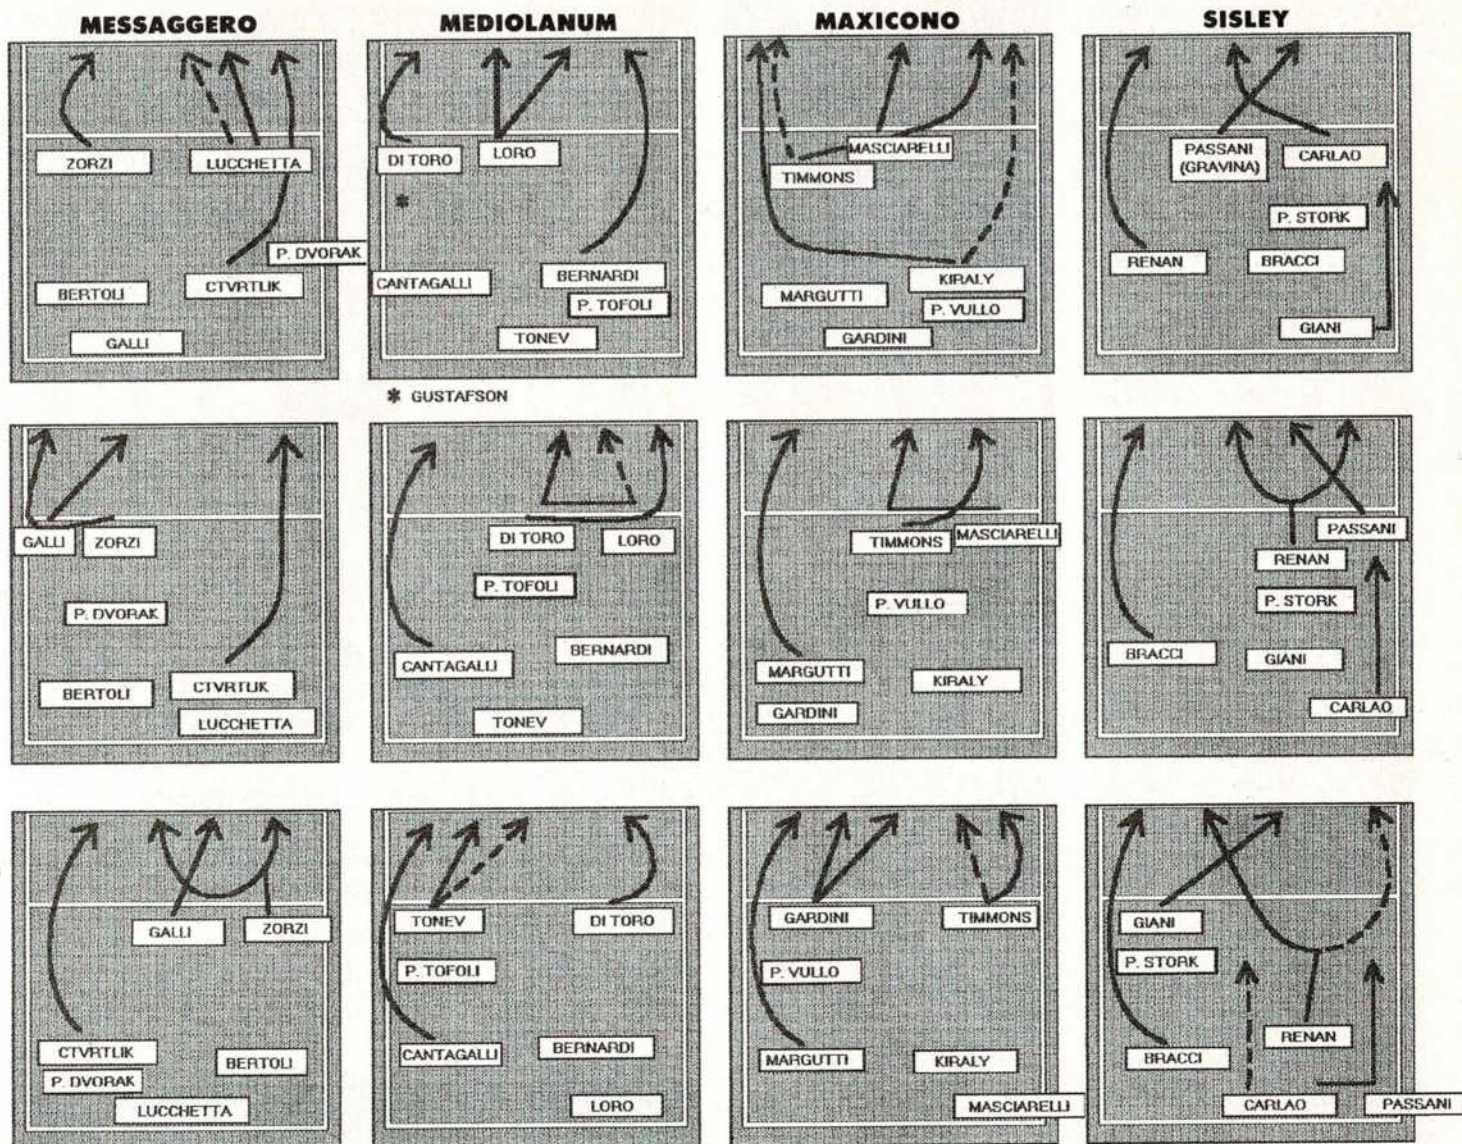 MESSAGGERO
ZORZI
LUCCHETTA
P. DVORAK
BERTOLI
CTVRTLIK
GALLI
MEDIOLANUM
DI TORO
LORO
*
CANTAGALLI
BERNARDI
P. TOFOLI
TONEV
* GUSTAFSON
MAXICONO
MASCIARELLI
TIMMONS
KIRALY
MARGUTTI
P. VULLO
GARDINI
SISLEY
PASSANI
(GRAVINA)
CARLAO
P. STORK
RENAN
BRACCI
GIANI
GALLI
ZORZI
P. DVORAK
CTVRTLIK
BERTOLI
LUCCHETTA
DI TORO
LORO
P. TOFOLI
BERNARDI
CANTAGALLI
TONEV
TIMMONS
MASCIARELLI
P. VULLO
MARGUTTI
KIRALY
GARDINI
PASSANI
RENAN
P. STORK
BRACCI
GIANI
CARLAO
GALLI
ZORZI
CTVRTLIK
BERTOLI
P. DVORAK
LUCCHETTA
TONEV
DI TORO
P. TOFOLI
CANTAGALLI
BERNARDI
LORO
GARDINI
TIMMONS
P. VULLO
MARGUTTI
KIRALY
MASCIARELLI
GIANI
P. STORK
RENAN
BRACCI
CARLAO
PASSANI